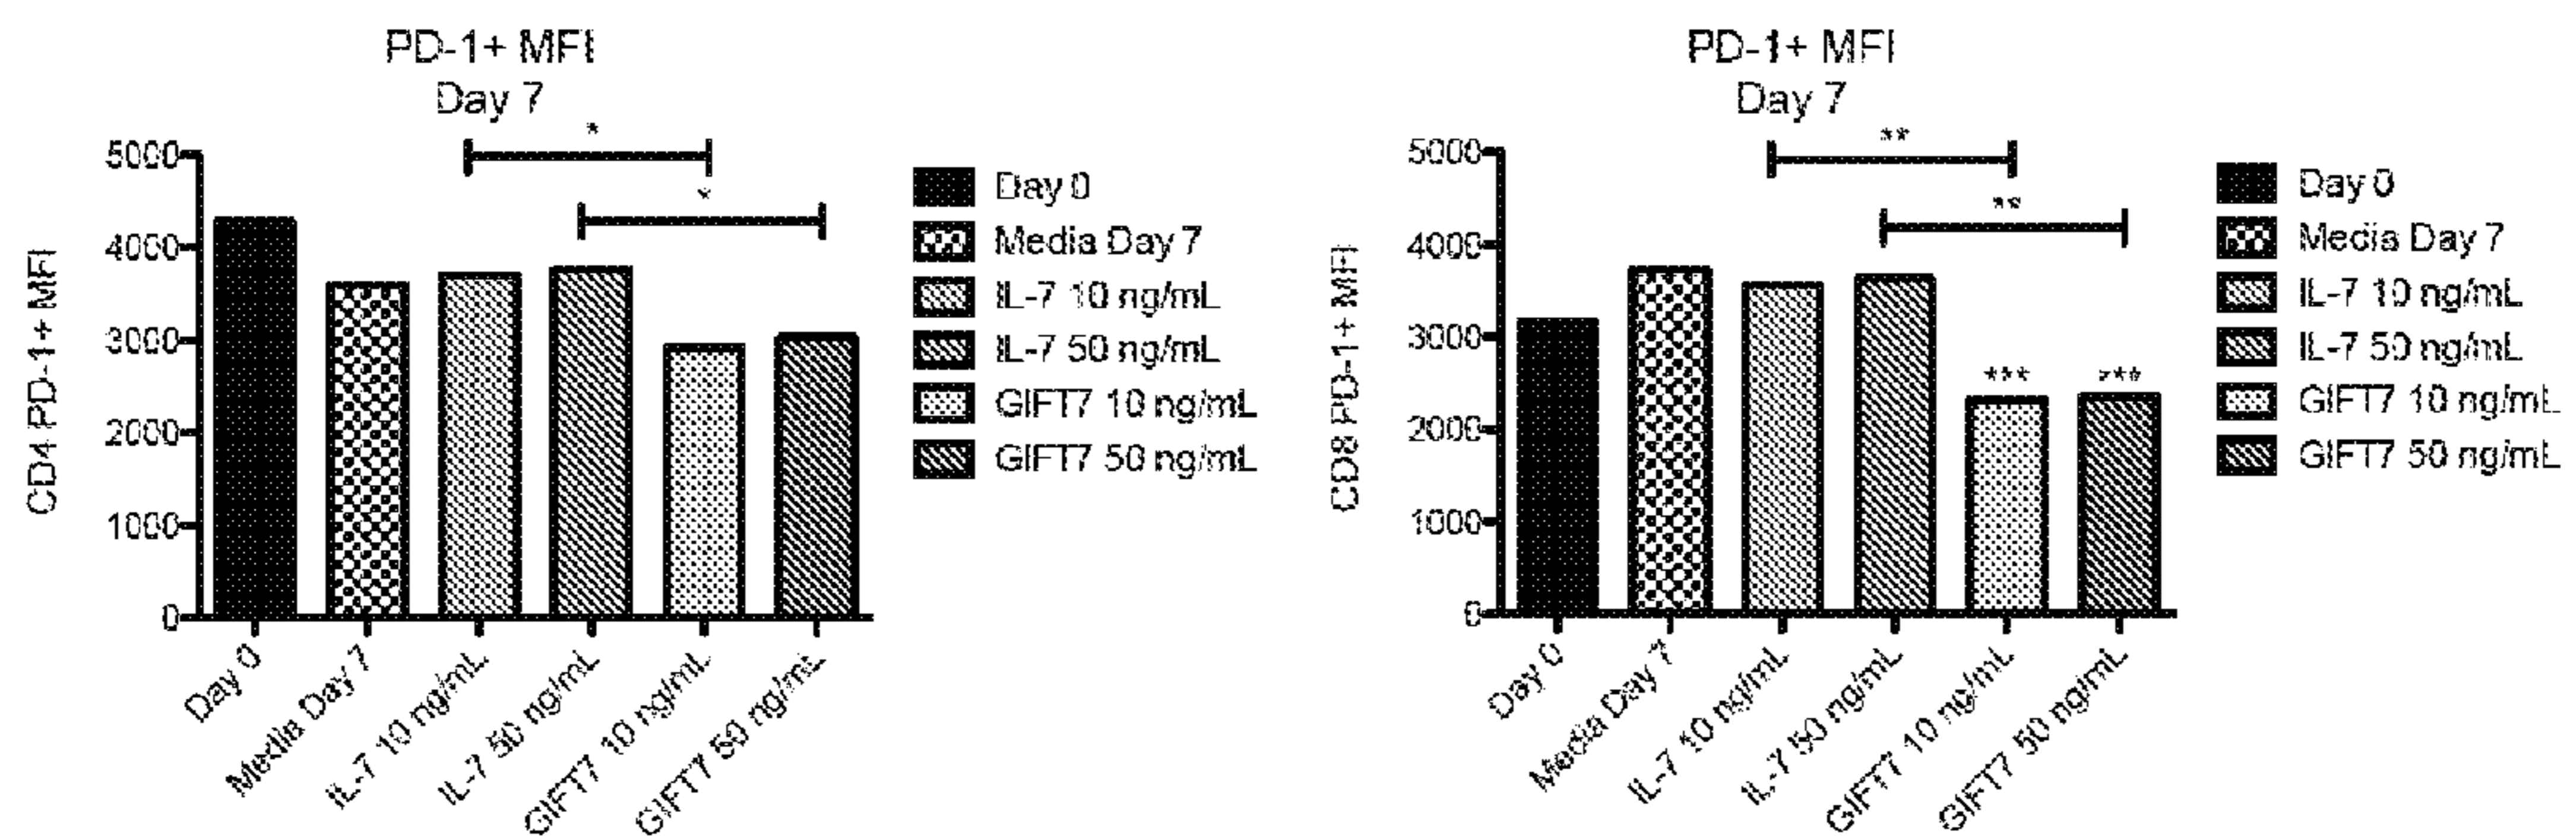 PD-1+ MFI
Day 7
*
*
5000
4000
3000
2000
1000
0
CD4 PD-1+ MFI
Day 0
Media Day 7
IL-7 10 ng/mL
IL-7 50 ng/mL
GIFT7 10 ng/mL
GIFT7 50 ng/mL
Day 0
Media Day 7
IL-7 10 ng/mL
IL-7 50 ng/mL
GIFT7 10 ng/mL
GIFT7 50 ng/mL
PD-1+ MFI
Day 7
**
**
*** ***
5000
4000
3000
2000
1000
0
CD8 PD-1+ MFI
Day 0
Media Day 7
IL-7 10 ng/mL
IL-7 50 ng/mL
GIFT7 10 ng/mL
GIFT7 50 ng/mL
Day 0
Media Day 7
IL-7 10 ng/mL
IL-7 50 ng/mL
GIFT7 10 ng/mL
GIFT7 50 ng/mL